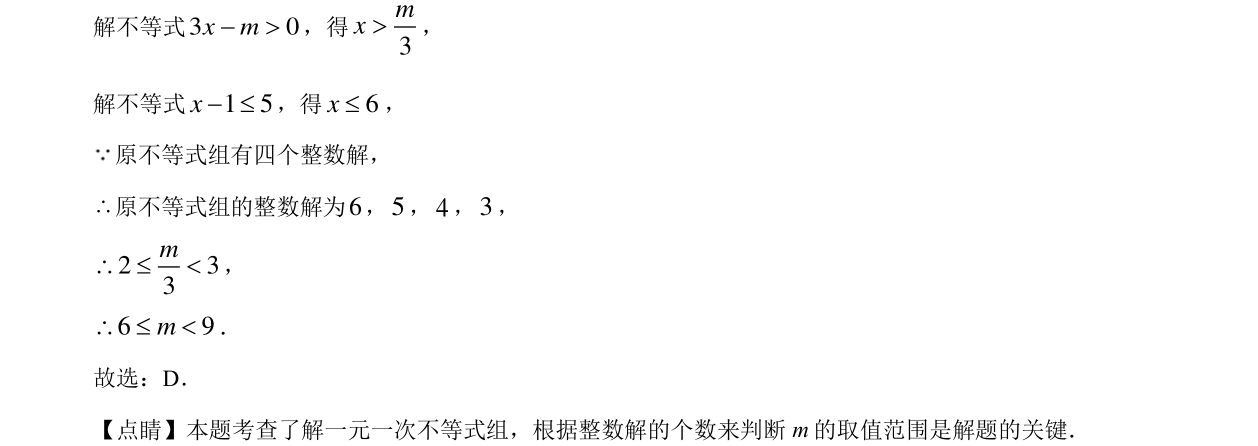 解不等式3x－m＞0，得x＞m/3，
解不等式x－1≤5，得x≤6，
∵原不等式组有四个整数解，
∴原不等式组的整数解为6，5，4，3，
∴2≤m/3＜3，
∴6≤m＜9．
故选：D．
【点睛】本题考查了解一元一次不等式组，根据整数解的个数来判断m的取值范围是解题的关键．